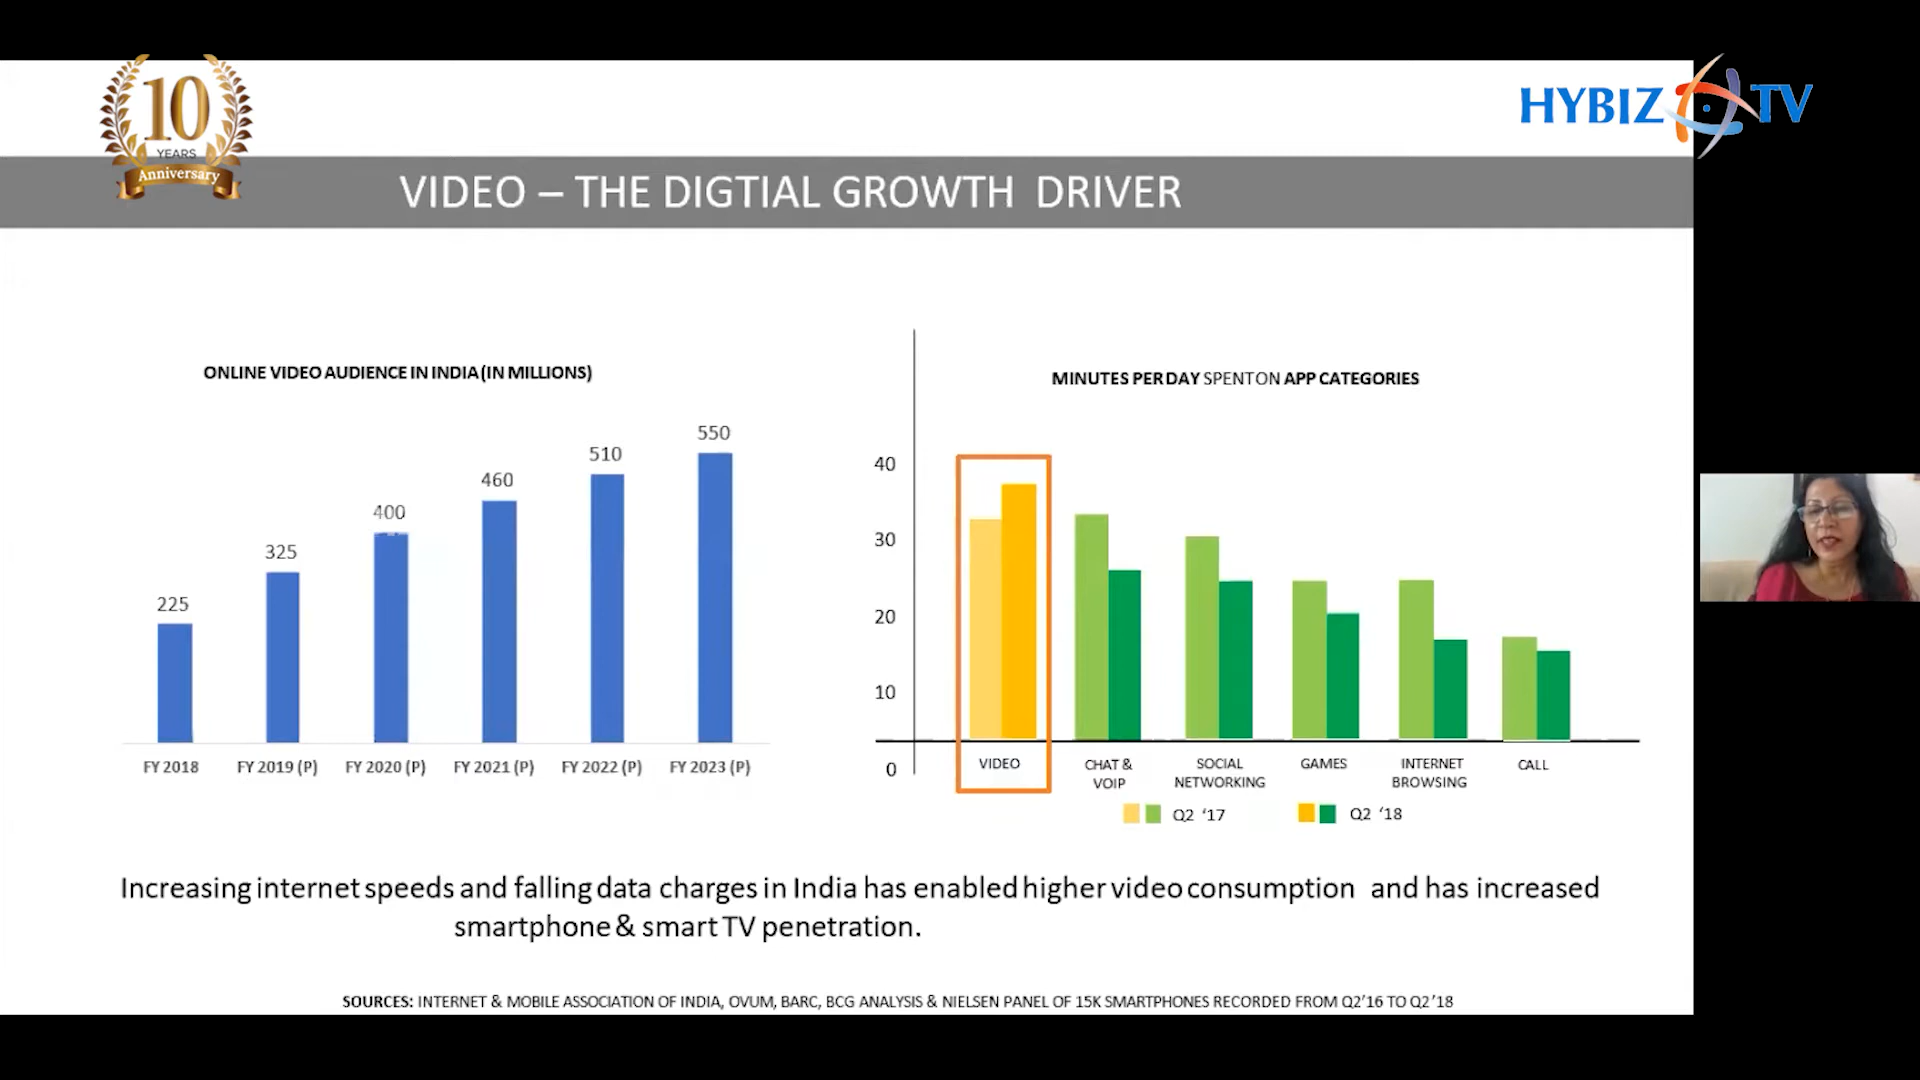 10
YEARS
Anniversary
HYBIZ TV
VIDEO – THE DIGTIAL GROWTH DRIVER
ONLINE VIDEO AUDIENCE IN INDIA (IN MILLIONS)
225
325
400
460
510
550
FY 2018
FY 2019 (P)
FY 2020 (P)
FY 2021 (P)
FY 2022 (P)
FY 2023 (P)
MINUTES PER DAY SPENT ON APP CATEGORIES
40
30
20
10
0
VIDEO
CHAT &
VOIP
SOCIAL
NETWORKING
GAMES
INTERNET
BROWSING
CALL
Q2 ‘17
Q2 ‘18
Increasing internet speeds and falling data charges in India has enabled higher video consumption and has increased
smartphone & smart TV penetration.
SOURCES: INTERNET & MOBILE ASSOCIATION OF INDIA, OVUM, BARC, BCG ANALYSIS & NIELSEN PANEL OF 15K SMARTPHONES RECORDED FROM Q2’16 TO Q2 ’18